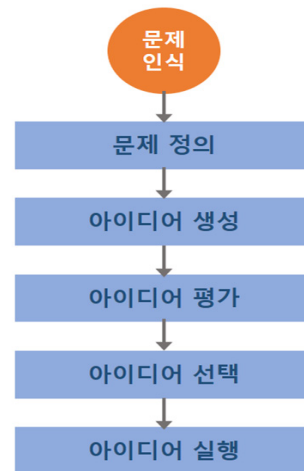 문제
인식
문제 정의
아이디어 생성
아이디어 평가
아이디어 선택
아이디어 실행